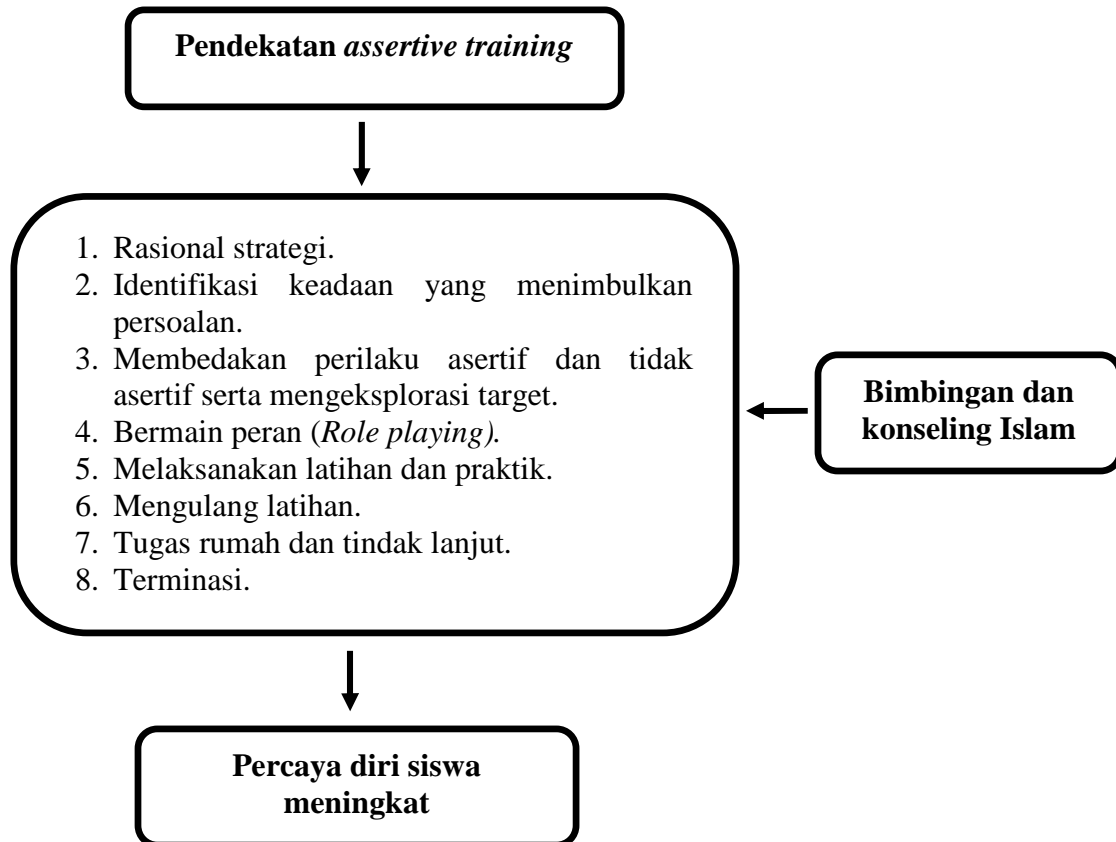 Pendekatan assertive training
1. Rasional strategi.
2. Identifikasi keadaan yang menimbulkan
persoalan.
3. Membedakan perilaku asertif dan tidak
asertif serta mengeksplorasi target.
4. Bermain peran (Role playing).
5. Melaksanakan latihan dan praktik.
6. Mengulang latihan.
7. Tugas rumah dan tindak lanjut.
8. Terminasi.
Bimbingan dan
konseling Islam
Percaya diri siswa
meningkat